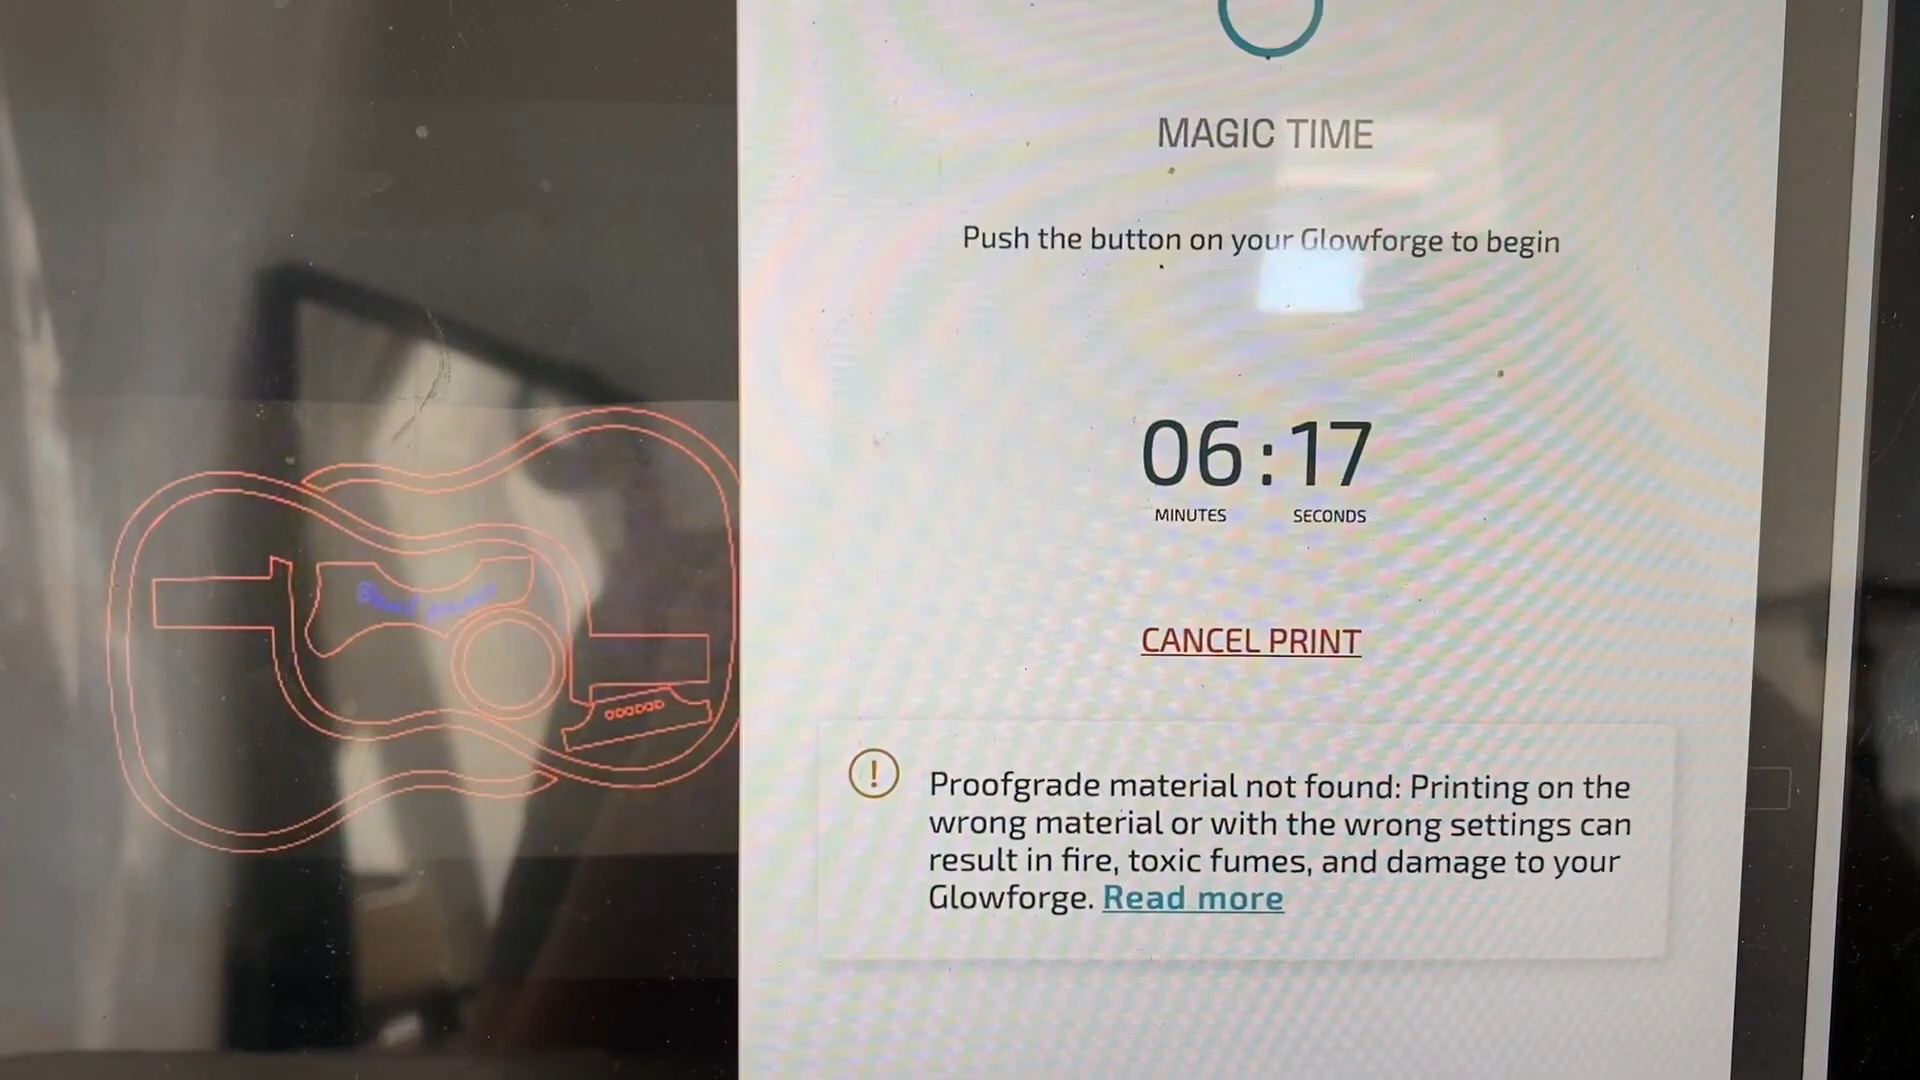 MAGIC TIME
Push the button on your Glowforge to begin
06:17
MINUTES SECONDS
CANCEL PRINT
Proofgrade material not found: Printing on the
wrong material or with the wrong settings can
result in fire, toxic fumes, and damage to your
Glowforge. Read more